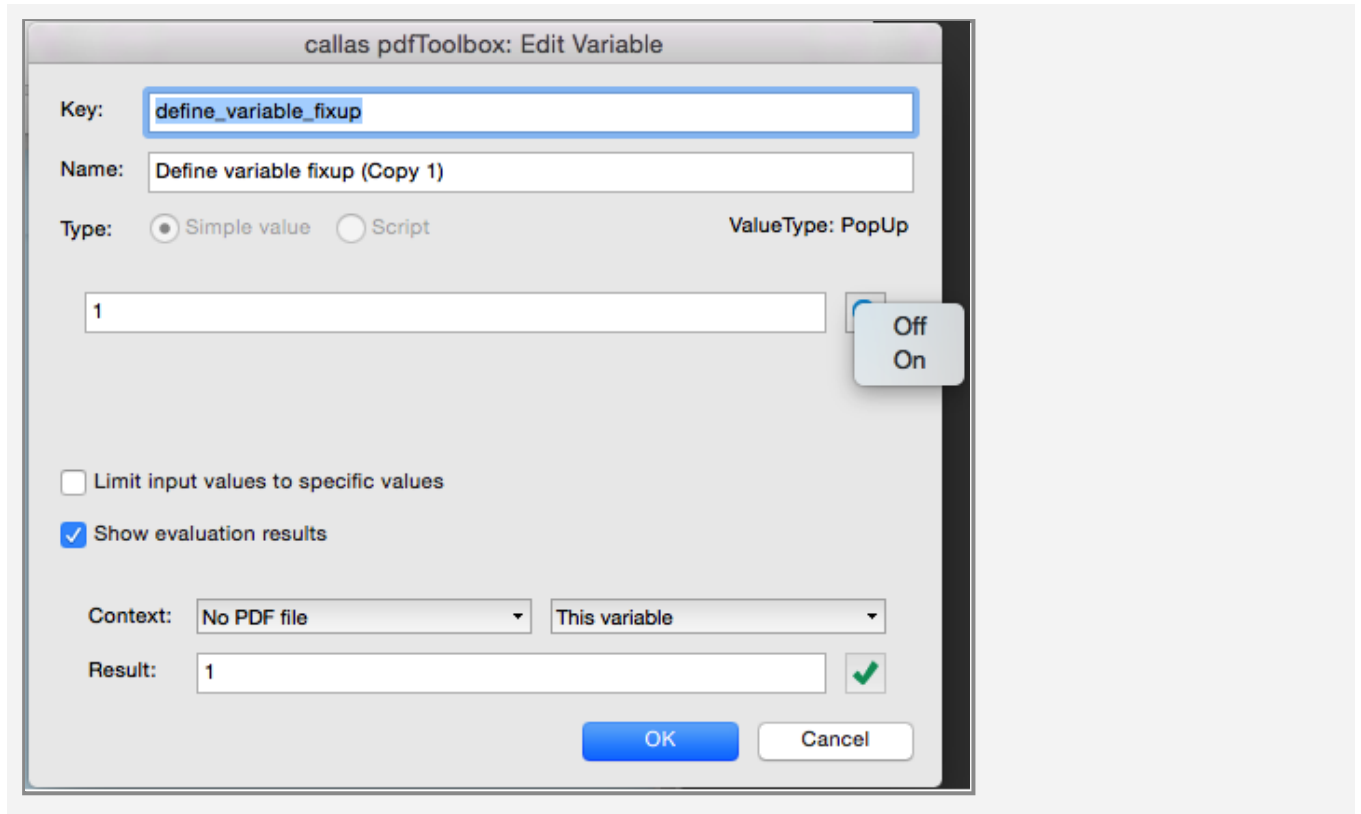 callas pdfToolbox: Edit Variable
Key: define_variable_fixup
Name: Define variable fixup (Copy 1)
Type: Simple value Script ValueType: PopUp
1
Off
On
Limit input values to specific values
Show evaluation results
Context: No PDF file This variable
Result: 1
OK Cancel